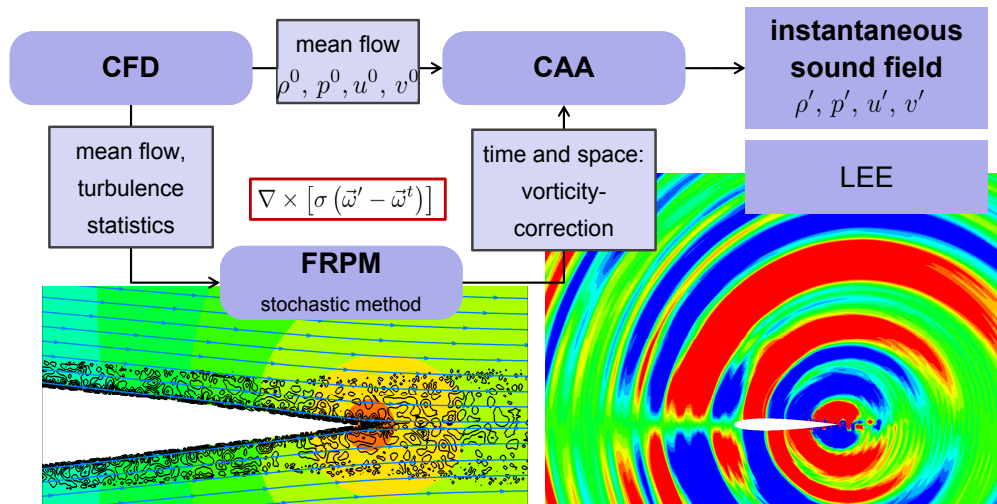 CFD
mean flow
ρ⁰, p⁰, u⁰, v⁰
CAA
instantaneous
sound field
ρ′, p′, u′, v′
mean flow,
turbulence
statistics
∇ × [σ (ω⃗′ − ω⃗ᵗ)]
time and space:
vorticity-
correction
LEE
FRPM
stochastic method